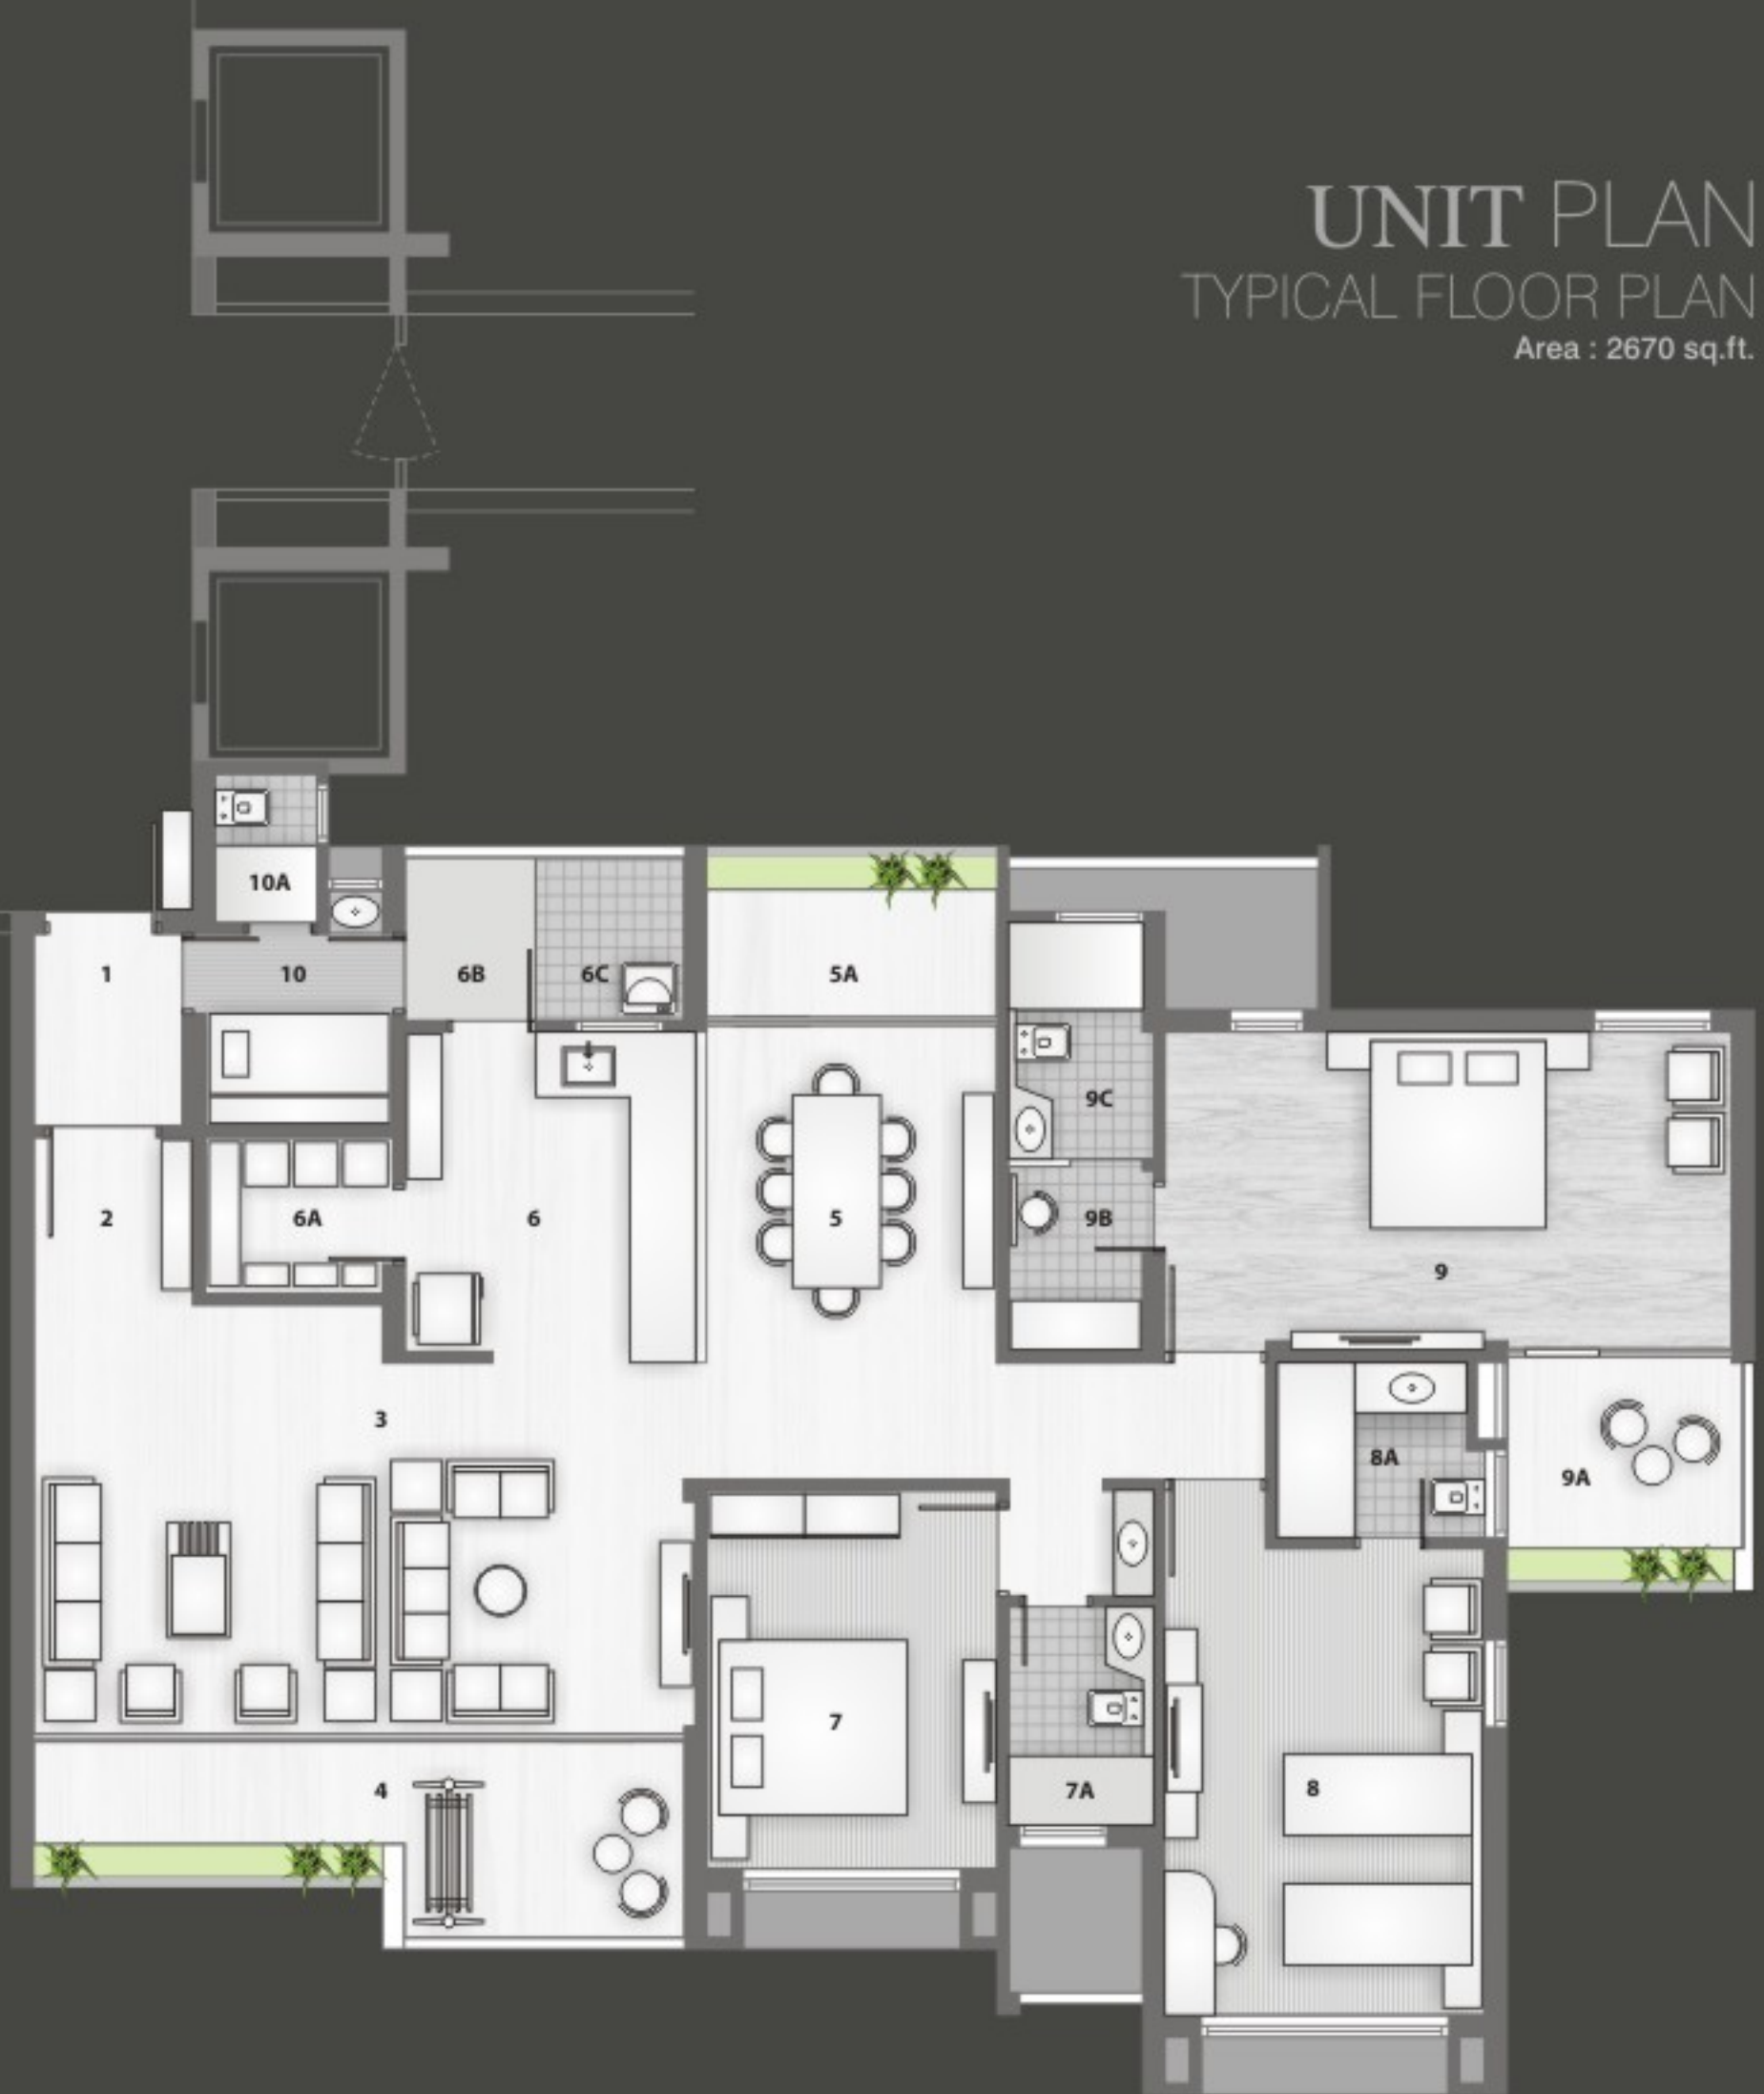 UNIT PLAN
TYPICAL FLOOR PLAN
Area : 2670 sq.ft.
10A
1
10
6B
6C
5A
9C
2
6A
6
5
9B
9
3
8A
9A
7
4
7A
8